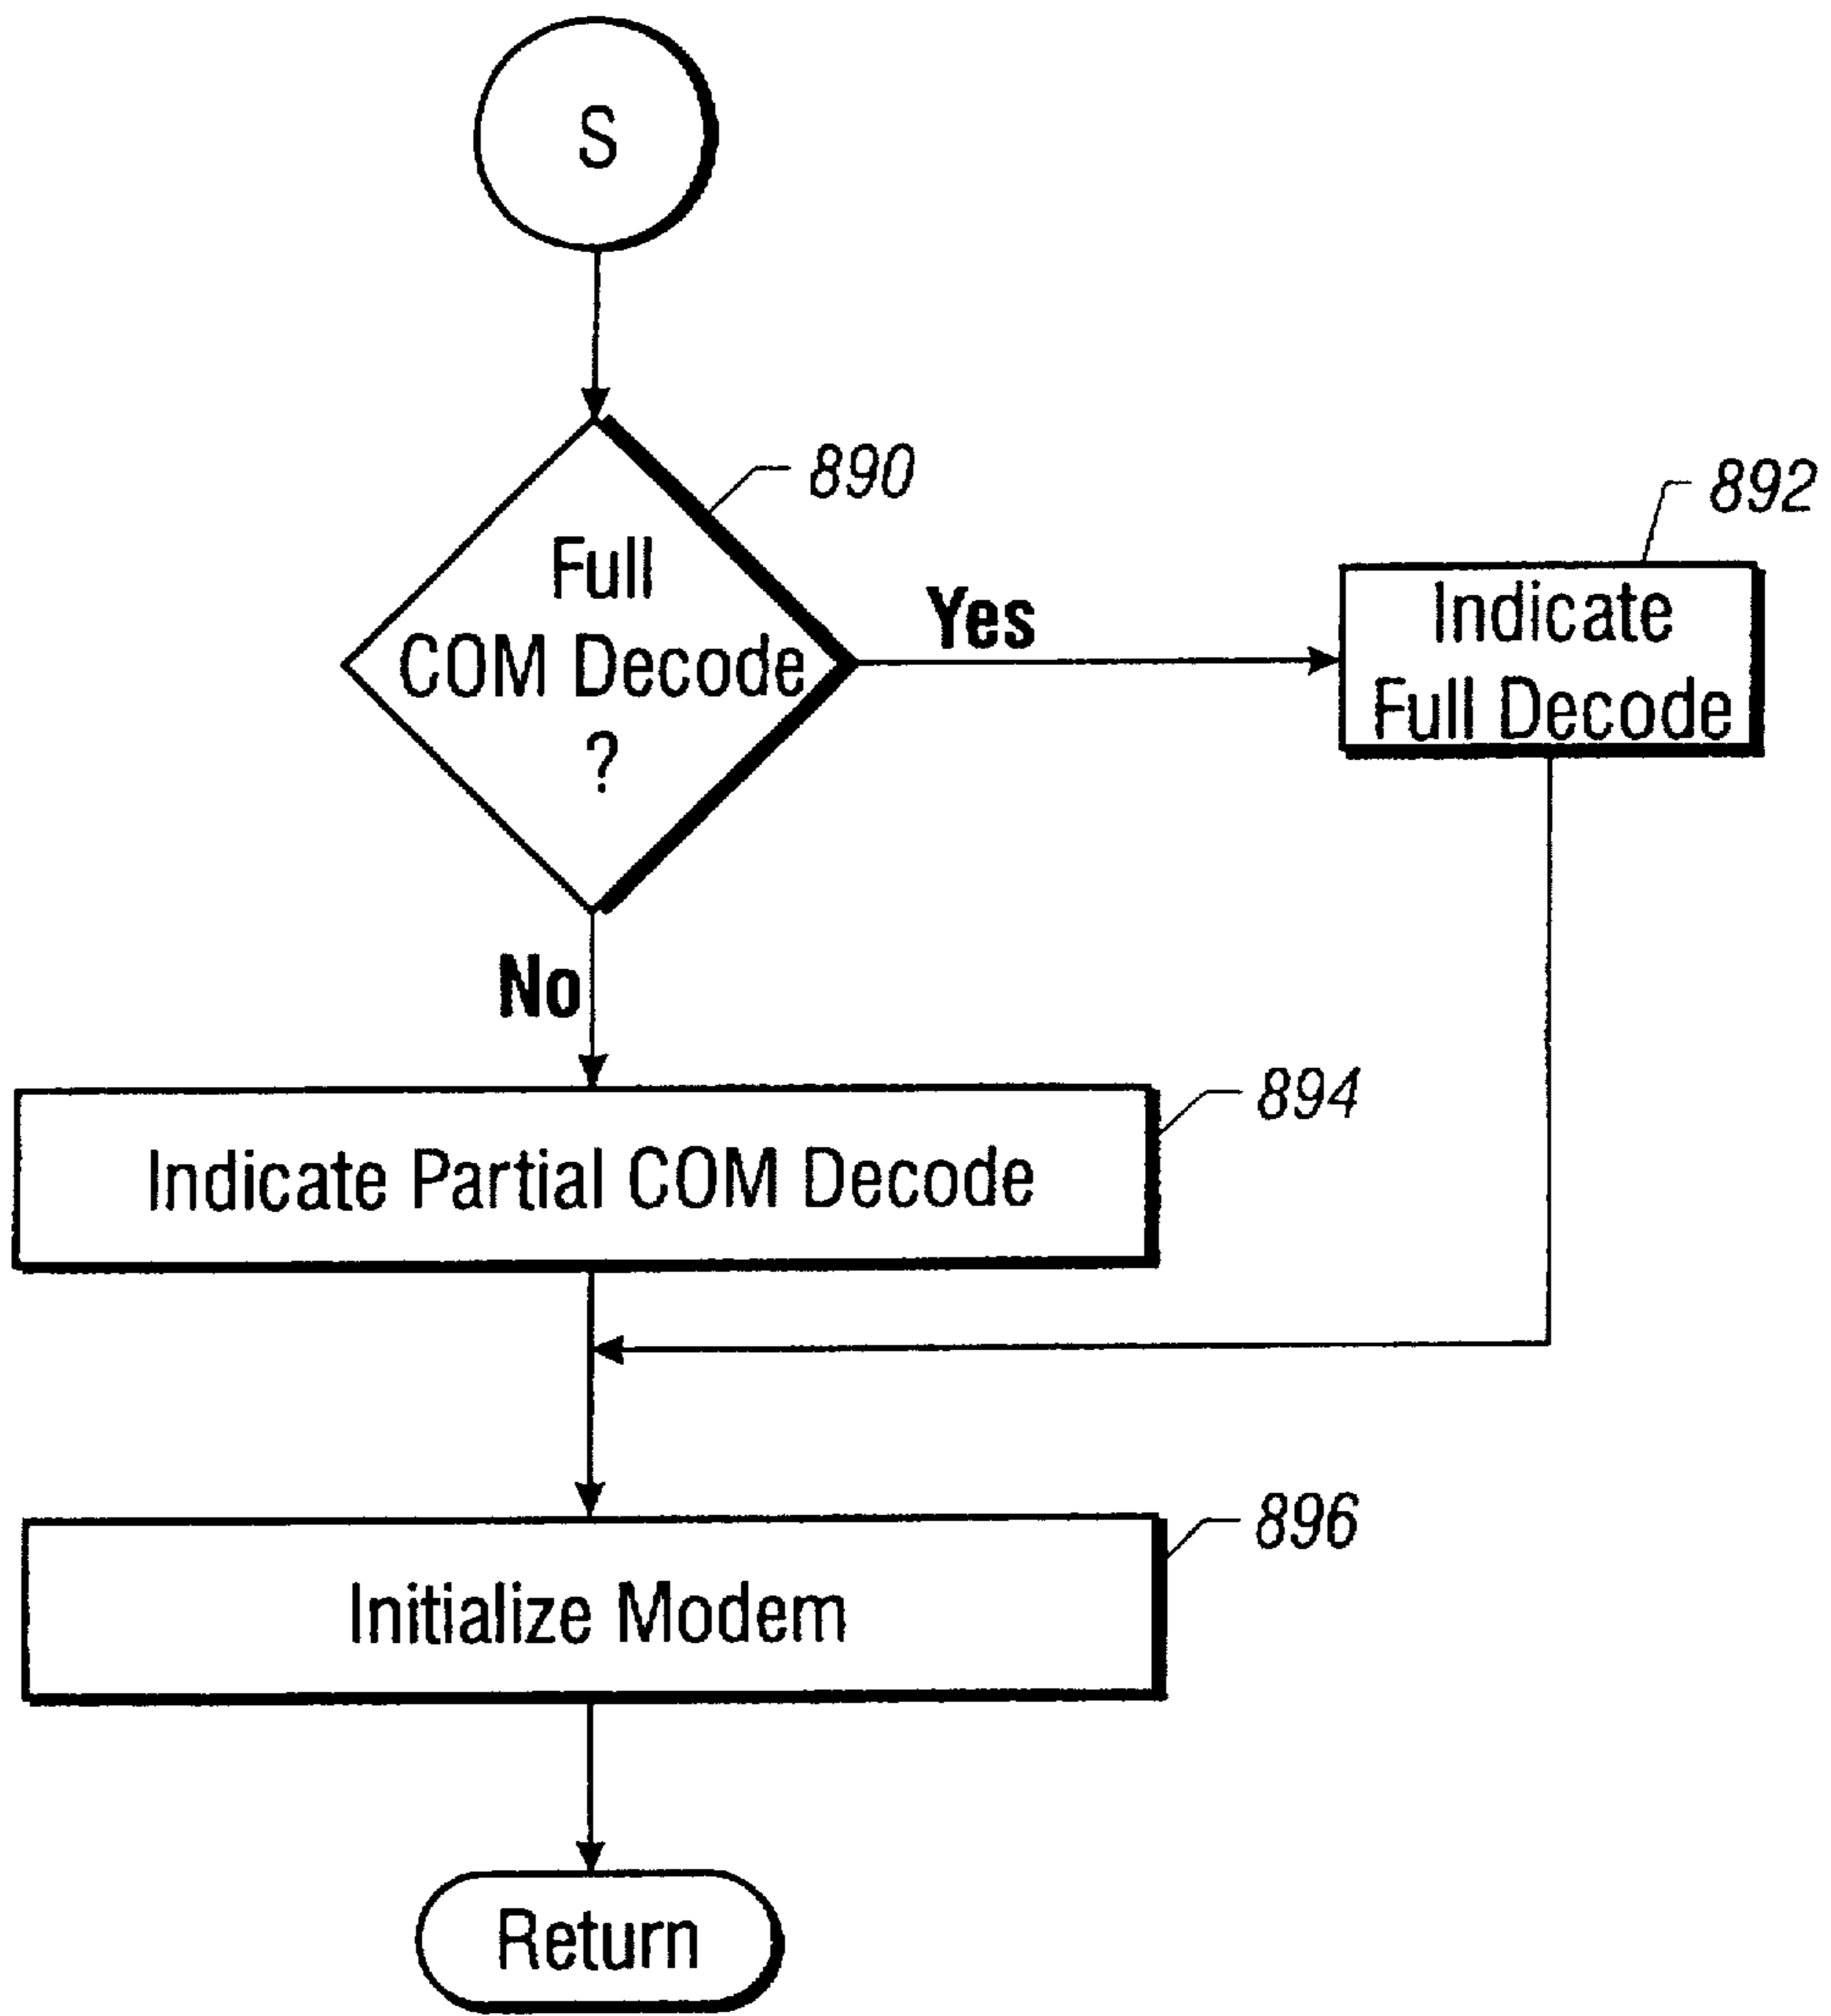 S
890
Full
COM Decode
?
Yes
892
Indicate
Full Decode
No
894
Indicate Partial COM Decode
896
Initialize Modem
Return